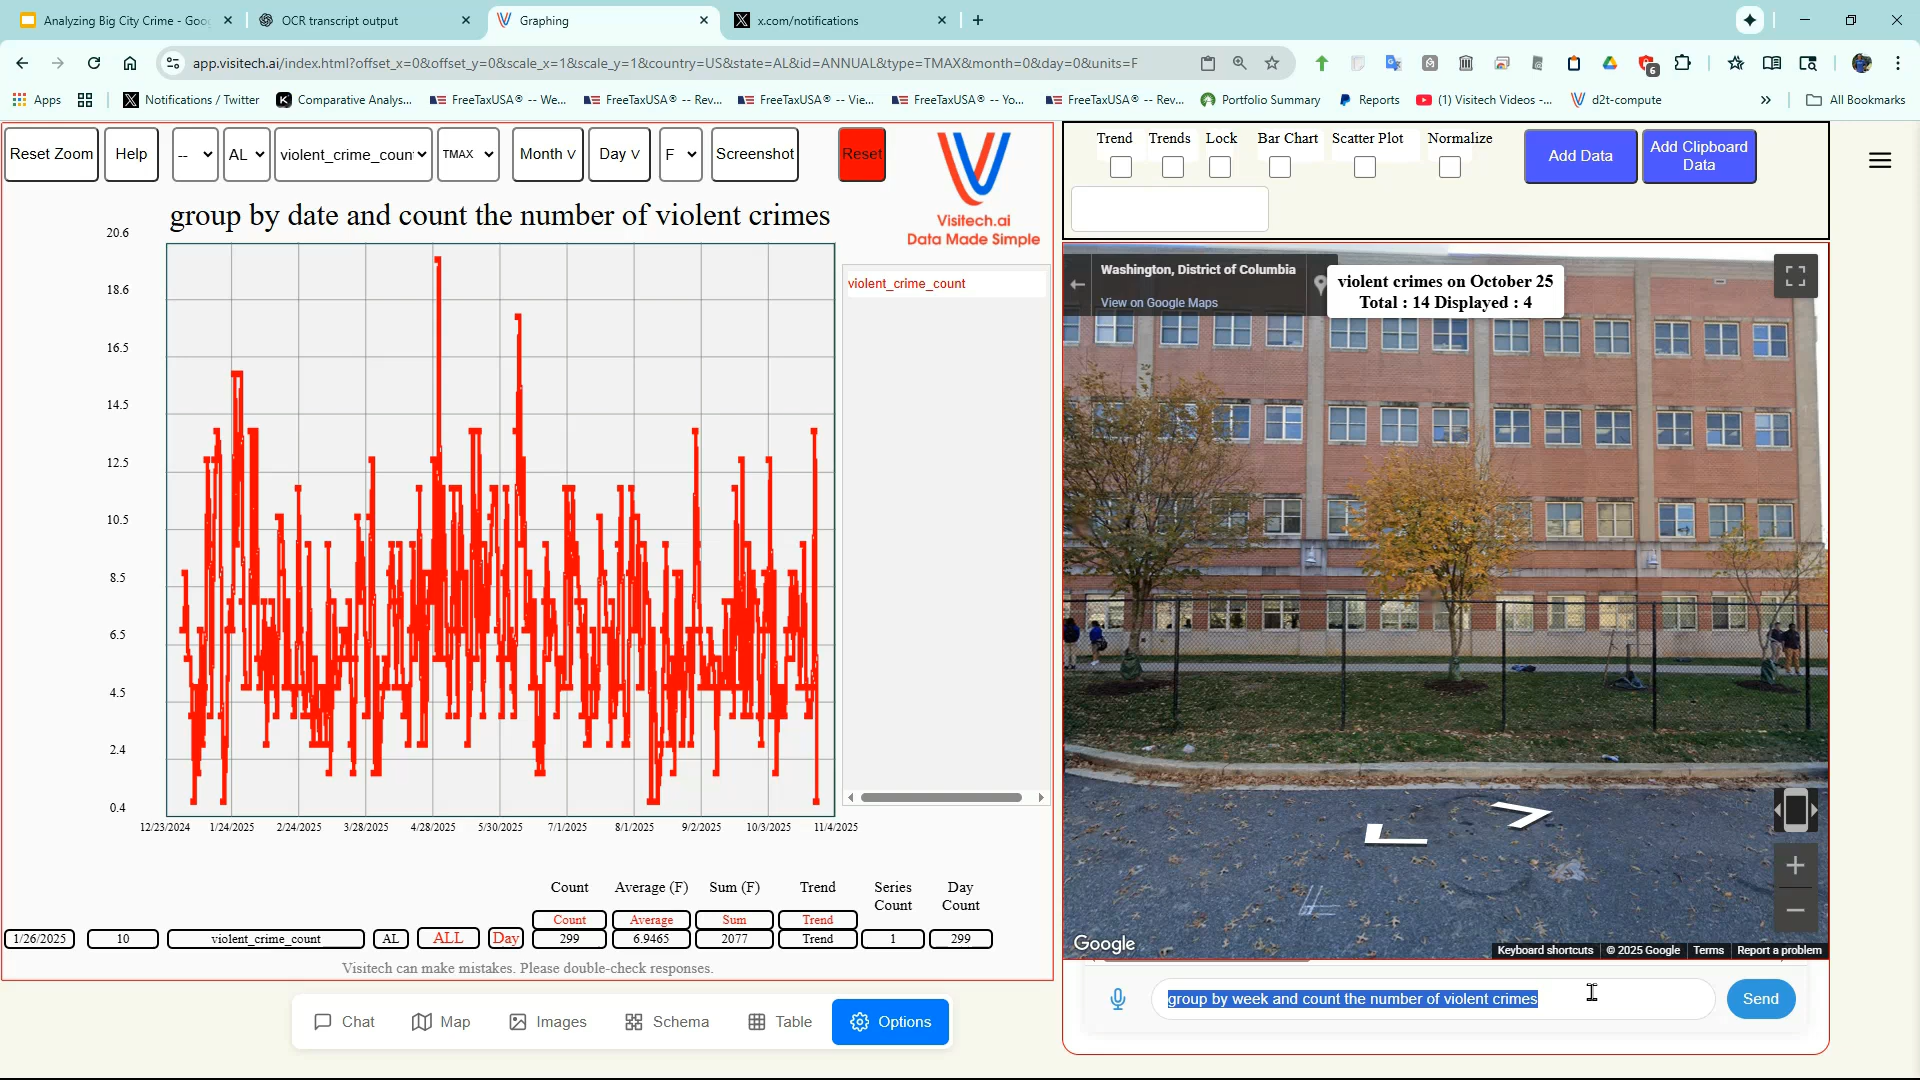 Analyzing Big City Crime - Goo
OCR transcript output
Graphing
x.com/notifications
app.visitech.ai/index.html?offset_x=0&offset_y=0&scale_x=1&scale_y=1&country=US&state=AL&id=ANNUAL&type=TMAX&month=0&day=0&units=F
6
Apps
Notifications / Twitter
Comparative Analys...
FreeTaxUSA® -- We...
FreeTaxUSA® -- Rev...
FreeTaxUSA® -- Vie...
FreeTaxUSA® -- Yo...
FreeTaxUSA® -- Rev...
Portfolio Summary
Reports
(1) Visitech Videos -...
d2t-compute
All Bookmarks
Reset Zoom
Help
--
AL
violent_crime_coun
TMAX
Month V
Day V
F
Screenshot
Reset
Visitech.ai
Data Made Simple
group by date and count the number of violent crimes
20.6
18.6
16.5
14.5
12.5
10.5
8.5
6.5
4.5
2.4
0.4
12/23/2024
1/24/2025
2/24/2025
3/28/2025
4/28/2025
5/30/2025
7/1/2025
8/1/2025
9/2/2025
10/3/2025
11/4/2025
violent_crime_count
Count
Average (F)
Sum (F)
Trend
Series Count
Day Count
Count
Average
Sum
Trend
1/26/2025
10
violent_crime_count
AL
ALL
Day
299
6.9465
2077
Trend
1
299
Visitech can make mistakes. Please double-check responses.
Chat
Map
Images
Schema
Table
Options
Trend
Trends
Lock
Bar Chart
Scatter Plot
Normalize
Add Data
Add Clipboard Data
Washington, District of Columbia
View on Google Maps
violent crimes on October 25
Total : 14 Displayed : 4
Google
Keyboard shortcuts
© 2025 Google
Terms
Report a problem
group by week and count the number of violent crimes
Send